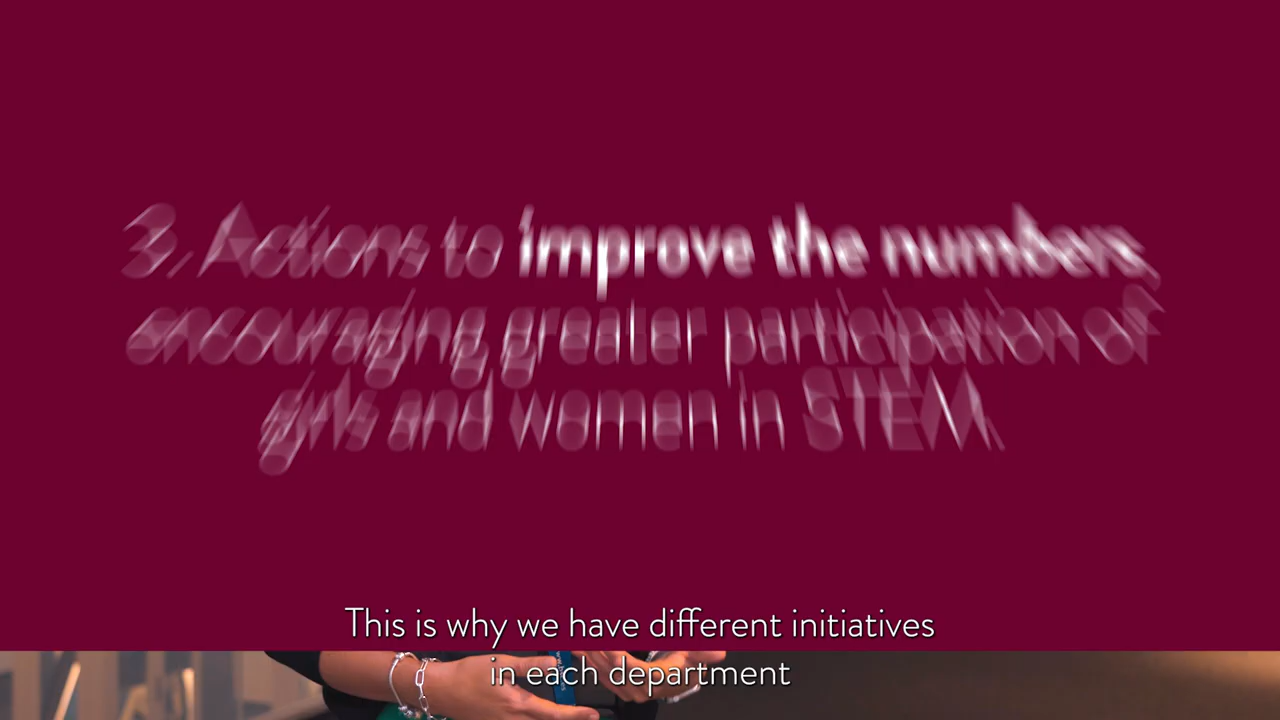 3. Actions to improve the numbers,
encouraging greater participation of
girls and women in STEM
This is why we have different initiatives
in each department